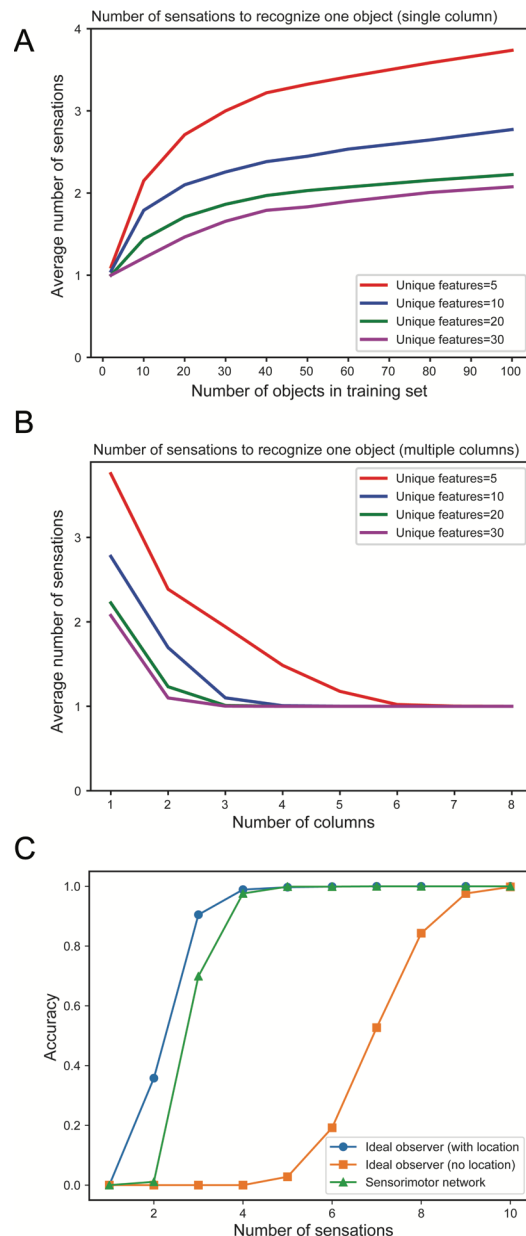 A
Number of sensations to recognize one object (single column)
4
3
2
1
0
Average number of sensations
Unique features=5
Unique features=10
Unique features=20
Unique features=30
0 10 20 30 40 50 60 70 80 90 100
Number of objects in training set
B
Number of sensations to recognize one object (multiple columns)
3
2
1
0
Average number of sensations
Unique features=5
Unique features=10
Unique features=20
Unique features=30
1 2 3 4 5 6 7 8
Number of columns
C
1.0
0.8
0.6
0.4
0.2
0.0
Accuracy
Ideal observer (with location
Ideal observer (no location)
Sensorimotor network
2 4 6 8 10
Number of sensations